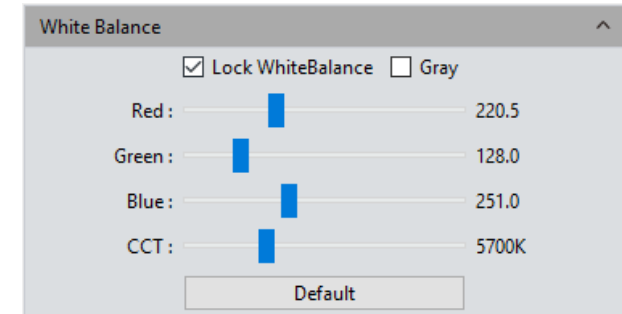 White Balance
Lock WhiteBalance Gray
Red : 220.5
Green : 128.0
Blue : 251.0
CCT : 5700K
Default